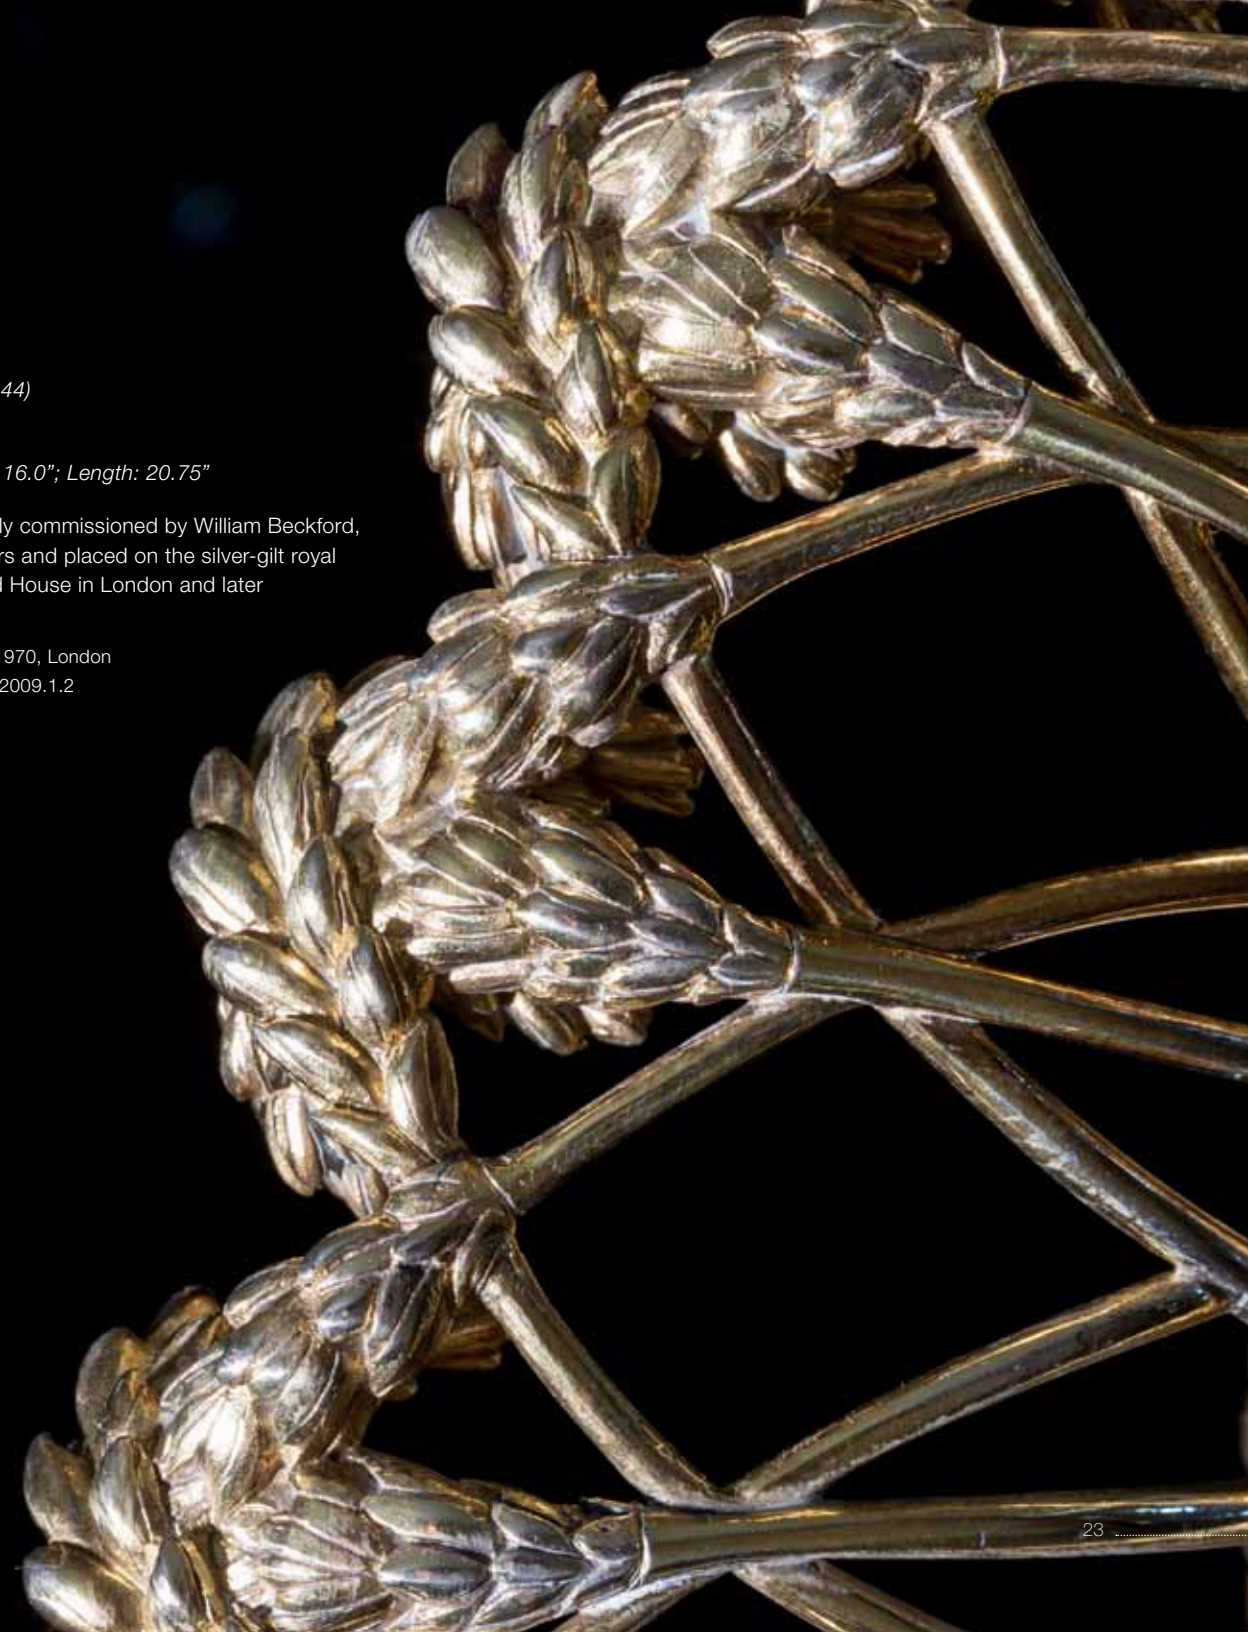 44)
16.0”; Length: 20.75”
ly commissioned by William Beckford,
rs and placed on the silver-gilt royal
d House in London and later
1970, London
2009.1.2
23